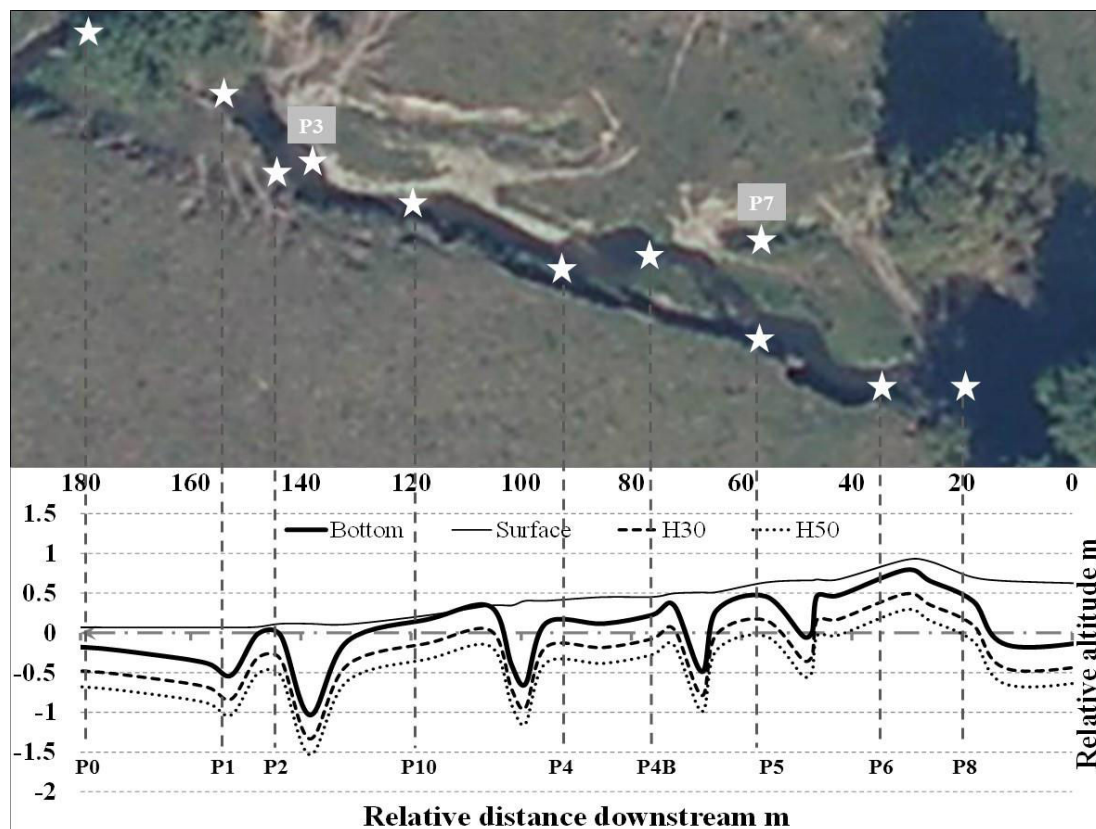 P3
P7
180 160 140 120 100 80 60 40 20 0
1.5
Bottom Surface H30 H50
1
0.5
0
-0.5
-1
-1.5
P0 P1 P2 P10 P4 P4B P5 P6 P8
-2
Relative altitude m
Relative distance downstream m